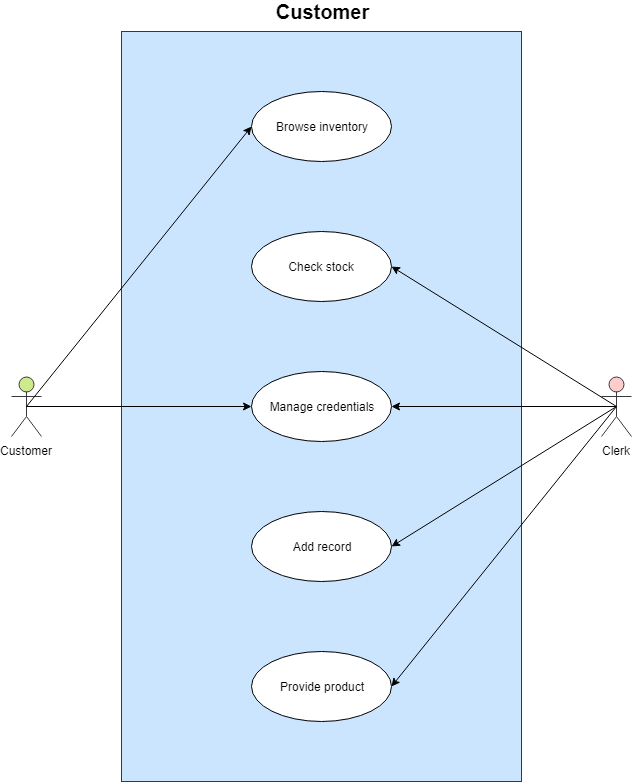 Customer
Browse inventory
Check stock
Manage credentials
Customer
Clerk
Add record
Provide product